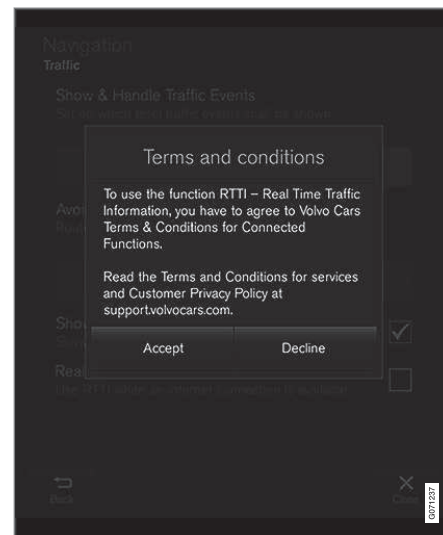 Navigation
Traffic
Show & Handle Traffic Events
Terms and conditions
To use the function RTTI – Real Time Traffic
Information, you have to agree to Volvo Cars
Terms & Conditions for Connected
Functions.
Read the Terms and Conditions for services
and Customer Privacy Policy at
support.volvocars.com.
Accept
Decline
Back
Close
G071237